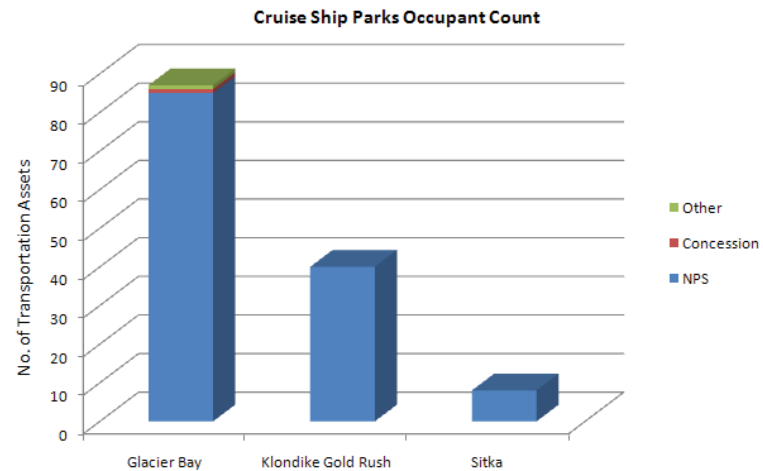 Cruise Ship Parks Occupant Count
No. of Transportation Assets
90
80
70
60
50
40
30
20
10
0
Glacier Bay
Klondike Gold Rush
Sitka
Other
Concession
NPS